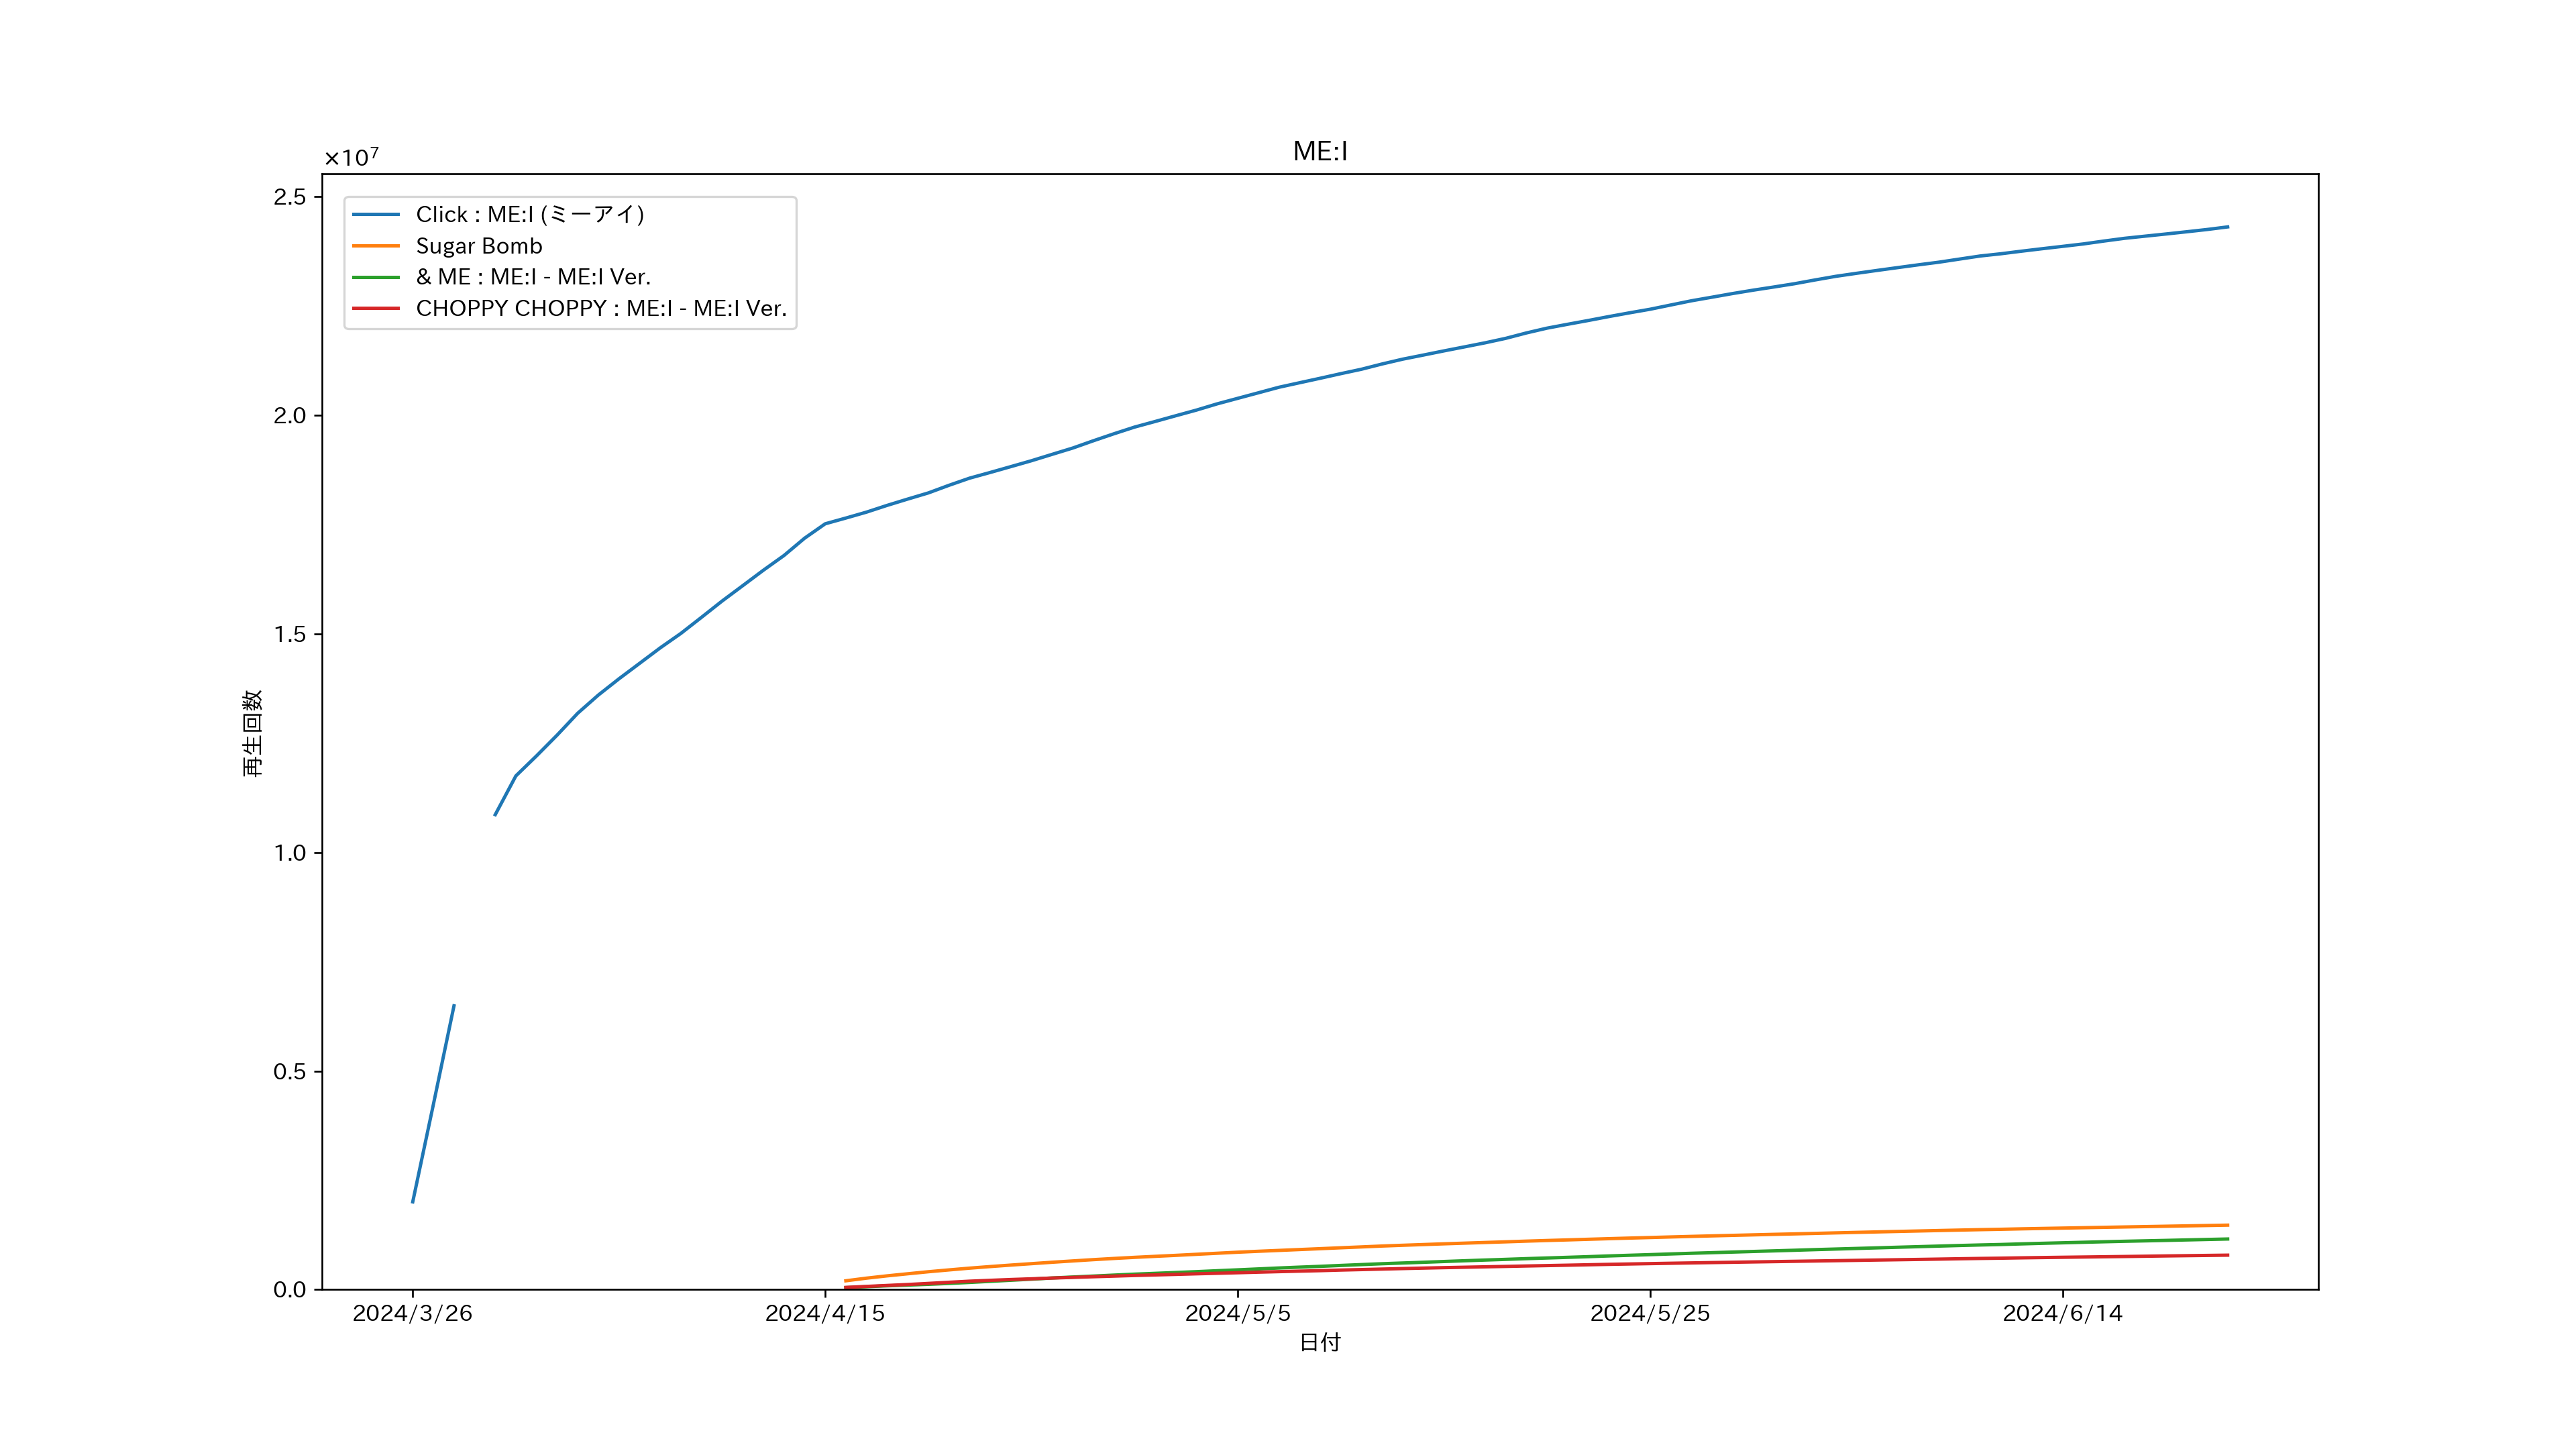 ME:I
×10⁷
2.5
2.0
1.5
1.0
0.5
0.0
Click : ME:I (ミーアイ)
Sugar Bomb
& ME : ME:I - ME:I Ver.
CHOPPY CHOPPY : ME:I - ME:I Ver.
再生回数
2024/3/26 2024/4/15 2024/5/5 2024/5/25 2024/6/14
日付